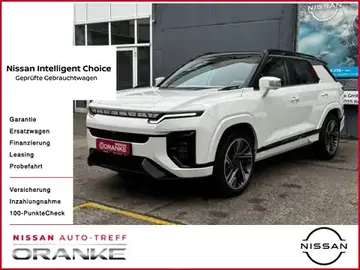 NISSAN
Nissan Intelligent Choice
Geprüfte Gebrauchtwagen
Garantie
Ersatzwagen
Finanzierung
Leasing
Probefahrt
Versicherung
Inzahlungnahme
100-PunkteCheck
ORANKE
NISSAN AUTO-TREFF
ORANKE
NISSAN